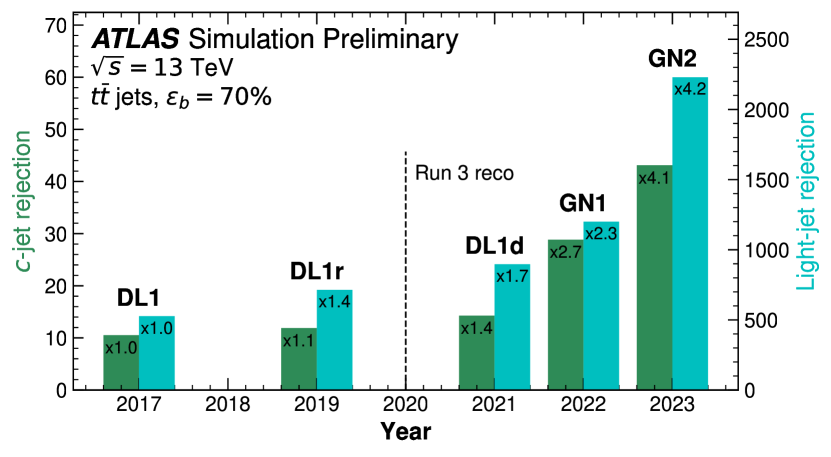 ATLAS Simulation Preliminary
√s = 13 TeV
tt̄ jets, εb = 70%
c-jet rejection
70
60
50
40
30
20
10
0
Light-jet rejection
2500
2000
1500
1000
500
0
Run 3 reco
DL1
x1.0
x1.0
DL1r
x1.1
x1.4
DL1d
x1.4
x1.7
GN1
x2.7
x2.3
GN2
x4.1
x4.2
2017 2018 2019 2020 2021 2022 2023
Year